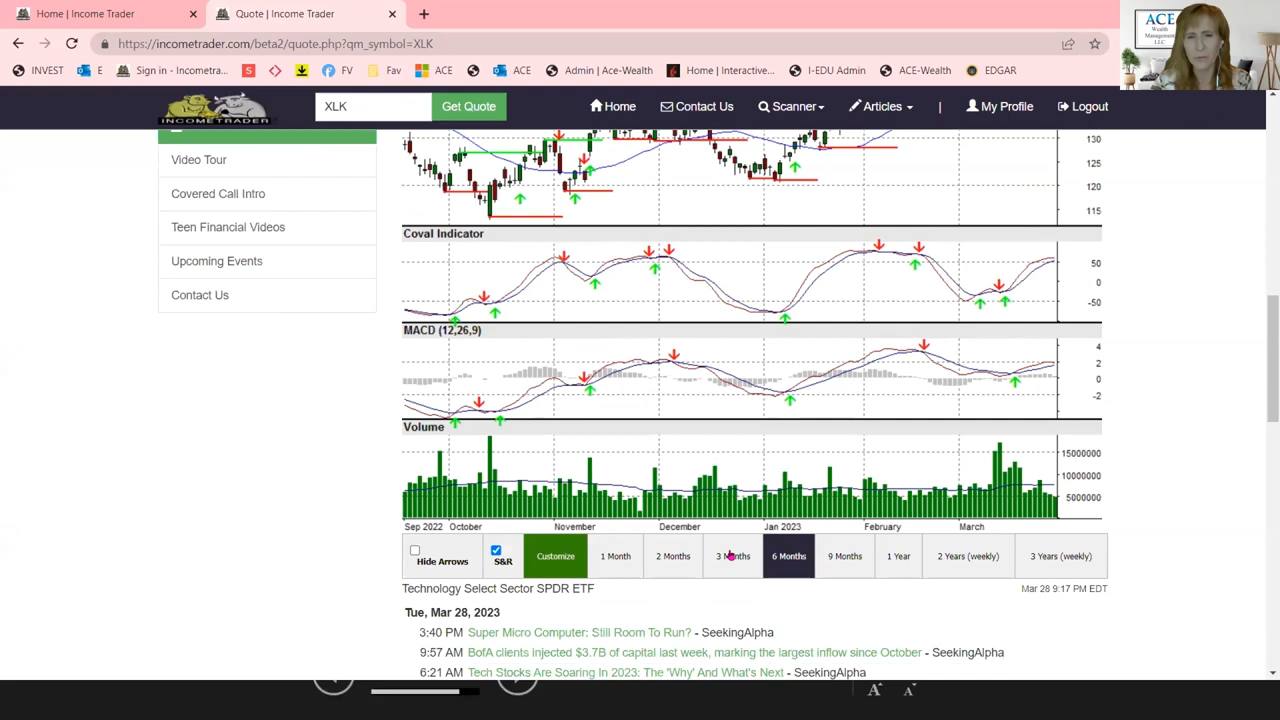 Home | Income Trader
Quote | Income Trader
https://incometrader.com/beta2/quote.php?qm_symbol=XLK
INVEST
E
Sign in - Incometra...
S
FV
Fav
ACE
ACE
Admin | Ace-Wealth
Home | Interactive...
I-EDU Admin
ACE-Wealth
EDGAR
ACE
Wealth
Management
LLC
INCOMETRADER
XLK
Get Quote
Home
Contact Us
Scanner
Articles
|
My Profile
Logout
Video Tour
Covered Call Intro
Teen Financial Videos
Upcoming Events
Contact Us
130
125
120
115
Coval Indicator
50
0
-50
MACD (12,26,9)
4
2
0
-2
Volume
15000000
10000000
5000000
Sep 2022 October November December Jan 2023 February March
Hide Arrows
S&R
Customize
1 Month
2 Months
3 Months
6 Months
9 Months
1 Year
2 Years (weekly)
3 Years (weekly)
Technology Select Sector SPDR ETF
Mar 28 9:17 PM EDT
Tue, Mar 28, 2023
3:40 PM Super Micro Computer: Still Room To Run? - SeekingAlpha
9:57 AM BofA clients injected $3.7B of capital last week, marking the largest inflow since October - SeekingAlpha
6:21 AM Tech Stocks Are Soaring In 2023: The 'Why' And What's Next - SeekingAlpha
A A